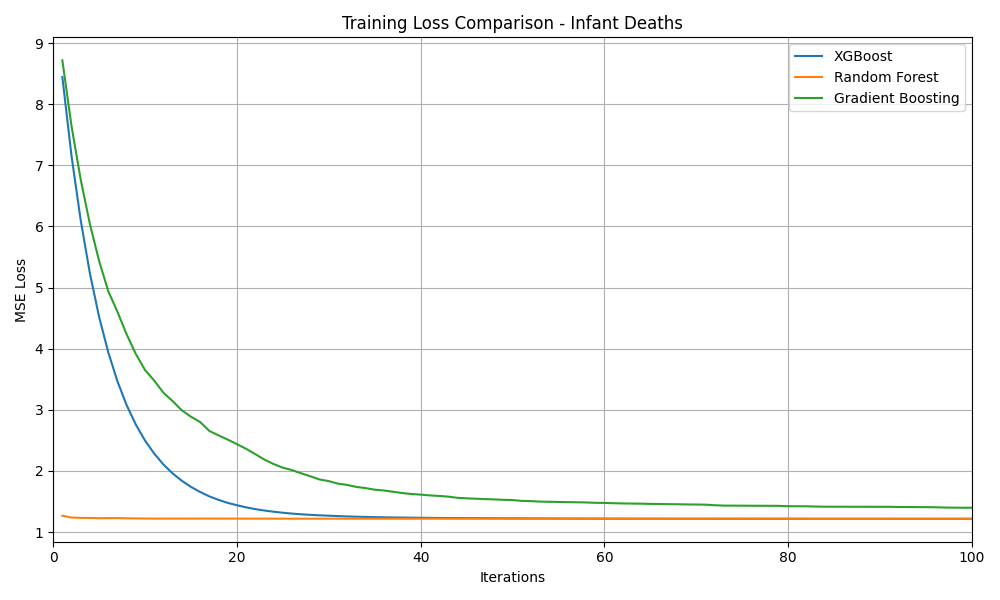 Training Loss Comparison - Infant Deaths
9
8
7
6
5
4
3
2
1
MSE Loss
XGBoost
Random Forest
Gradient Boosting
0 20 40 60 80 100
Iterations